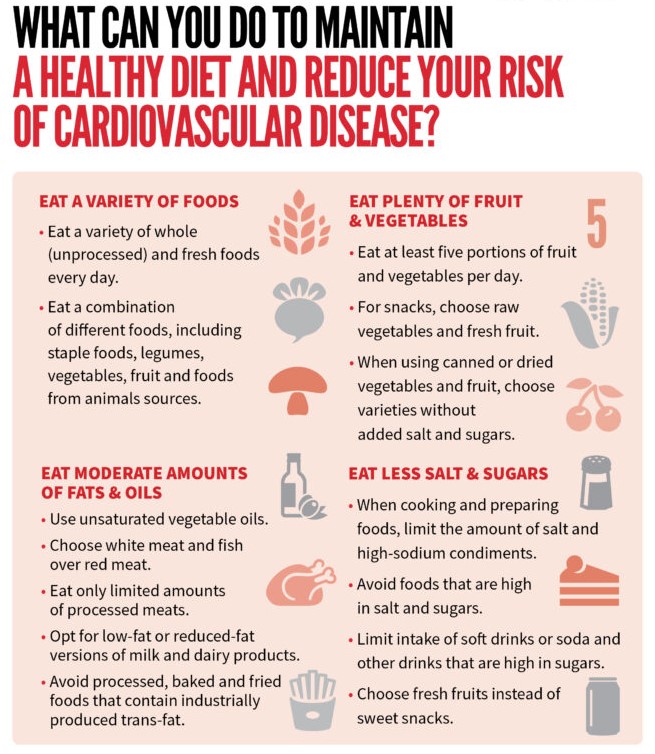 WHAT CAN YOU DO TO MAINTAIN
A HEALTHY DIET AND REDUCE YOUR RISK
OF CARDIOVASCULAR DISEASE?
EAT A VARIETY OF FOODS
• Eat a variety of whole
(unprocessed) and fresh foods
every day.
• Eat a combination
of different foods, including
staple foods, legumes,
vegetables, fruit and foods
from animals sources.
EAT PLENTY OF FRUIT
& VEGETABLES
5
• Eat at least five portions of fruit
and vegetables per day.
• For snacks, choose raw
vegetables and fresh fruit.
• When using canned or dried
vegetables and fruit, choose
varieties without
added salt and sugars.
EAT MODERATE AMOUNTS
OF FATS & OILS
• Use unsaturated vegetable oils.
• Choose white meat and fish
over red meat.
• Eat only limited amounts
of processed meats.
• Opt for low-fat or reduced-fat
versions of milk and dairy products.
• Avoid processed, baked and fried
foods that contain industrially
produced trans-fat.
EAT LESS SALT & SUGARS
• When cooking and preparing
foods, limit the amount of salt and
high-sodium condiments.
• Avoid foods that are high
in salt and sugars.
• Limit intake of soft drinks or soda and
other drinks that are high in sugars.
• Choose fresh fruits instead of
sweet snacks.